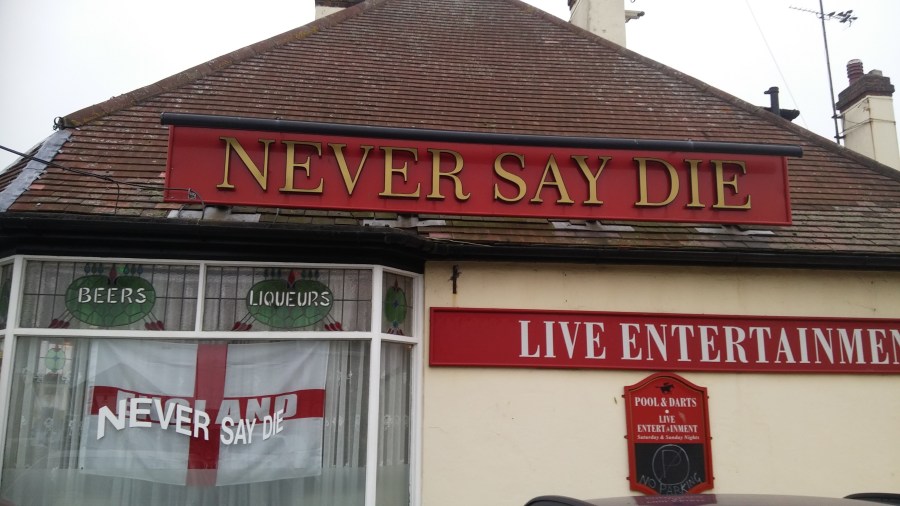 NEVER SAY DIE
BEERS
LIQUEURS
LIVE ENTERTAINMEN
ENGLAND
NEVER SAY DIE
POOL & DARTS
LIVE
ENTERTAINMENT
Saturday & Sunday Nights
P
NO PARKING